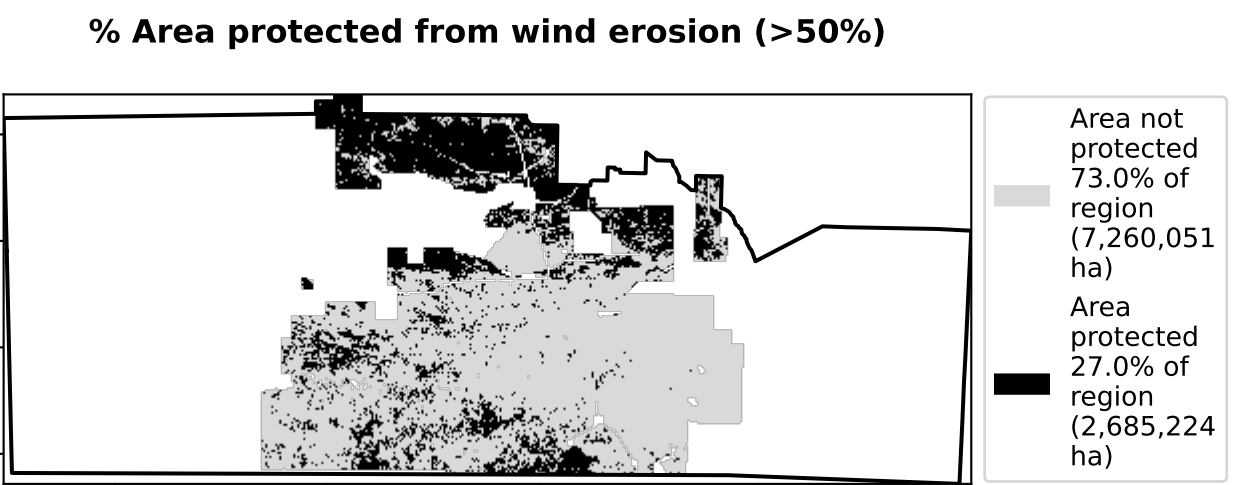 % Area protected from wind erosion (>50%)
Area not
protected
73.0% of
region
(7,260,051
ha)
Area
protected
27.0% of
region
(2,685,224
ha)